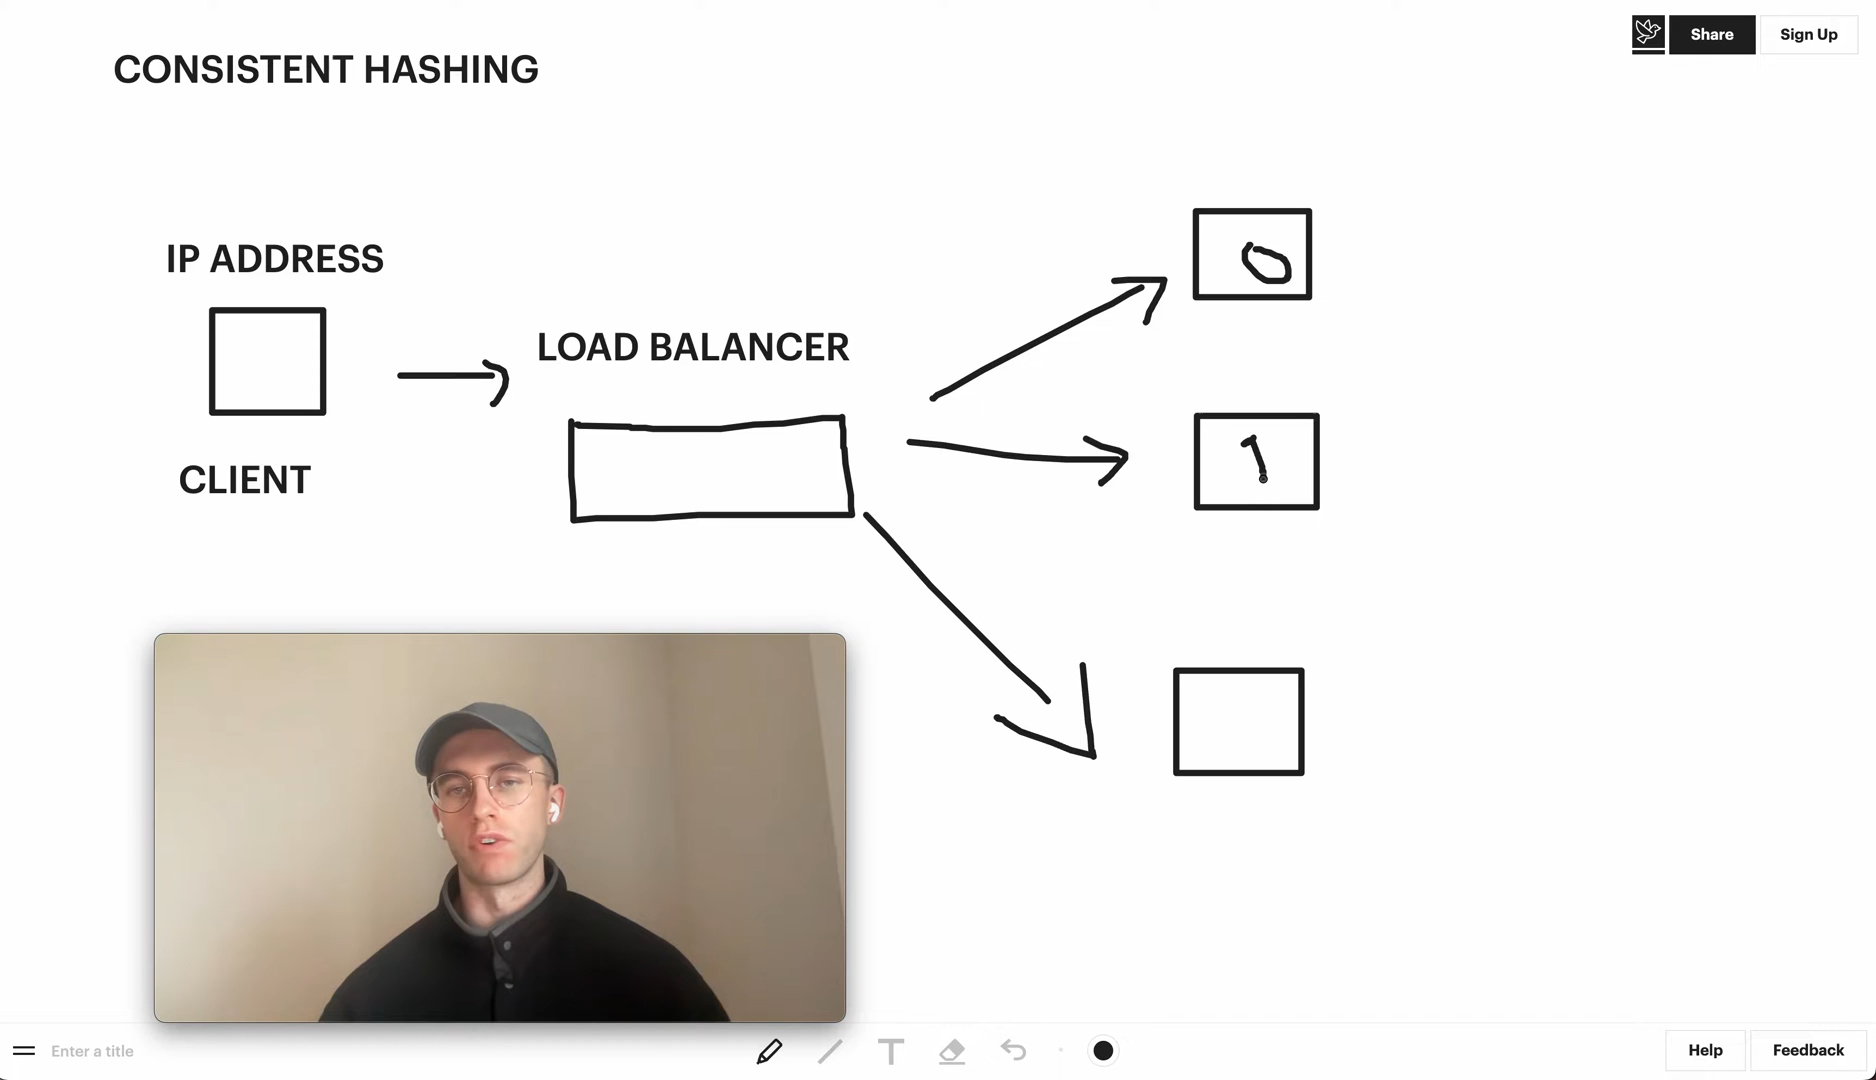 CONSISTENT HASHING
Share
Sign Up
IP ADDRESS
LOAD BALANCER
CLIENT
0
1
Enter a title
T
Help
Feedback